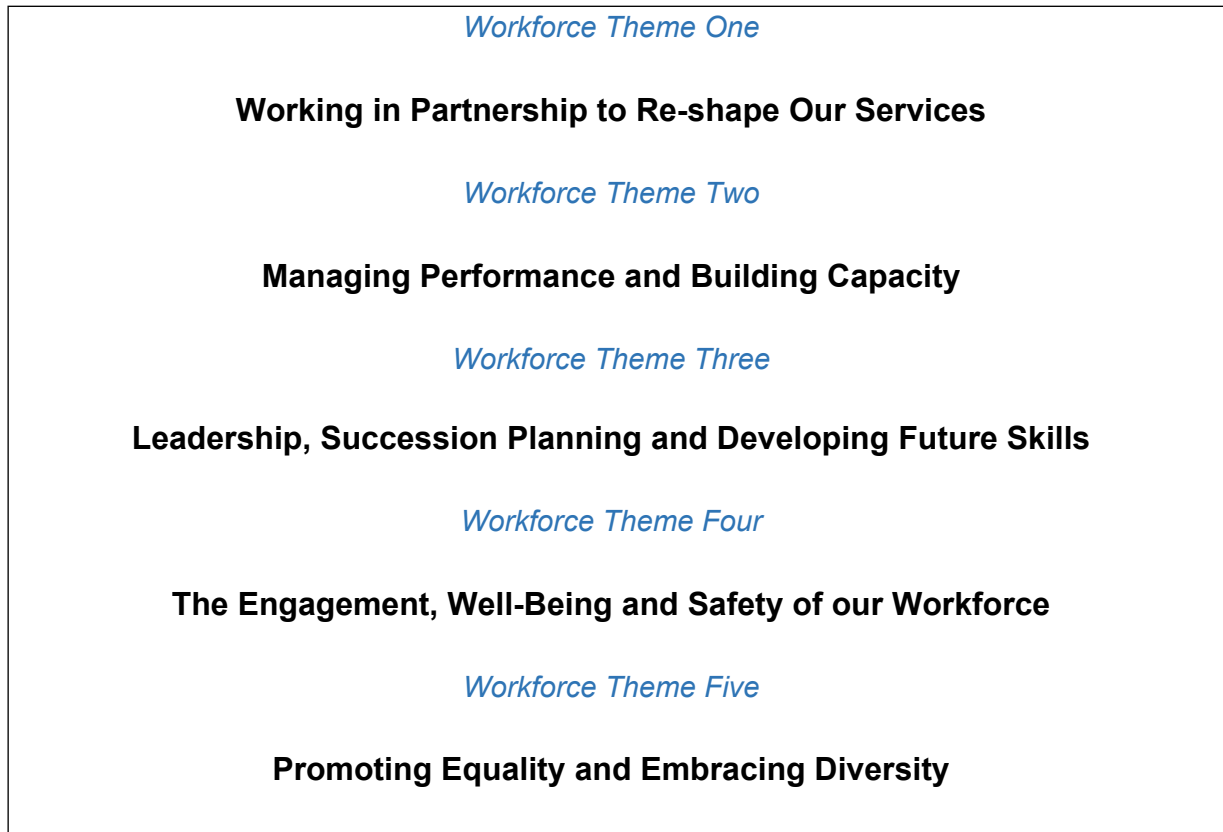 Workforce Theme One
Working in Partnership to Re-shape Our Services
Workforce Theme Two
Managing Performance and Building Capacity
Workforce Theme Three
Leadership, Succession Planning and Developing Future Skills
Workforce Theme Four
The Engagement, Well-Being and Safety of our Workforce
Workforce Theme Five
Promoting Equality and Embracing Diversity